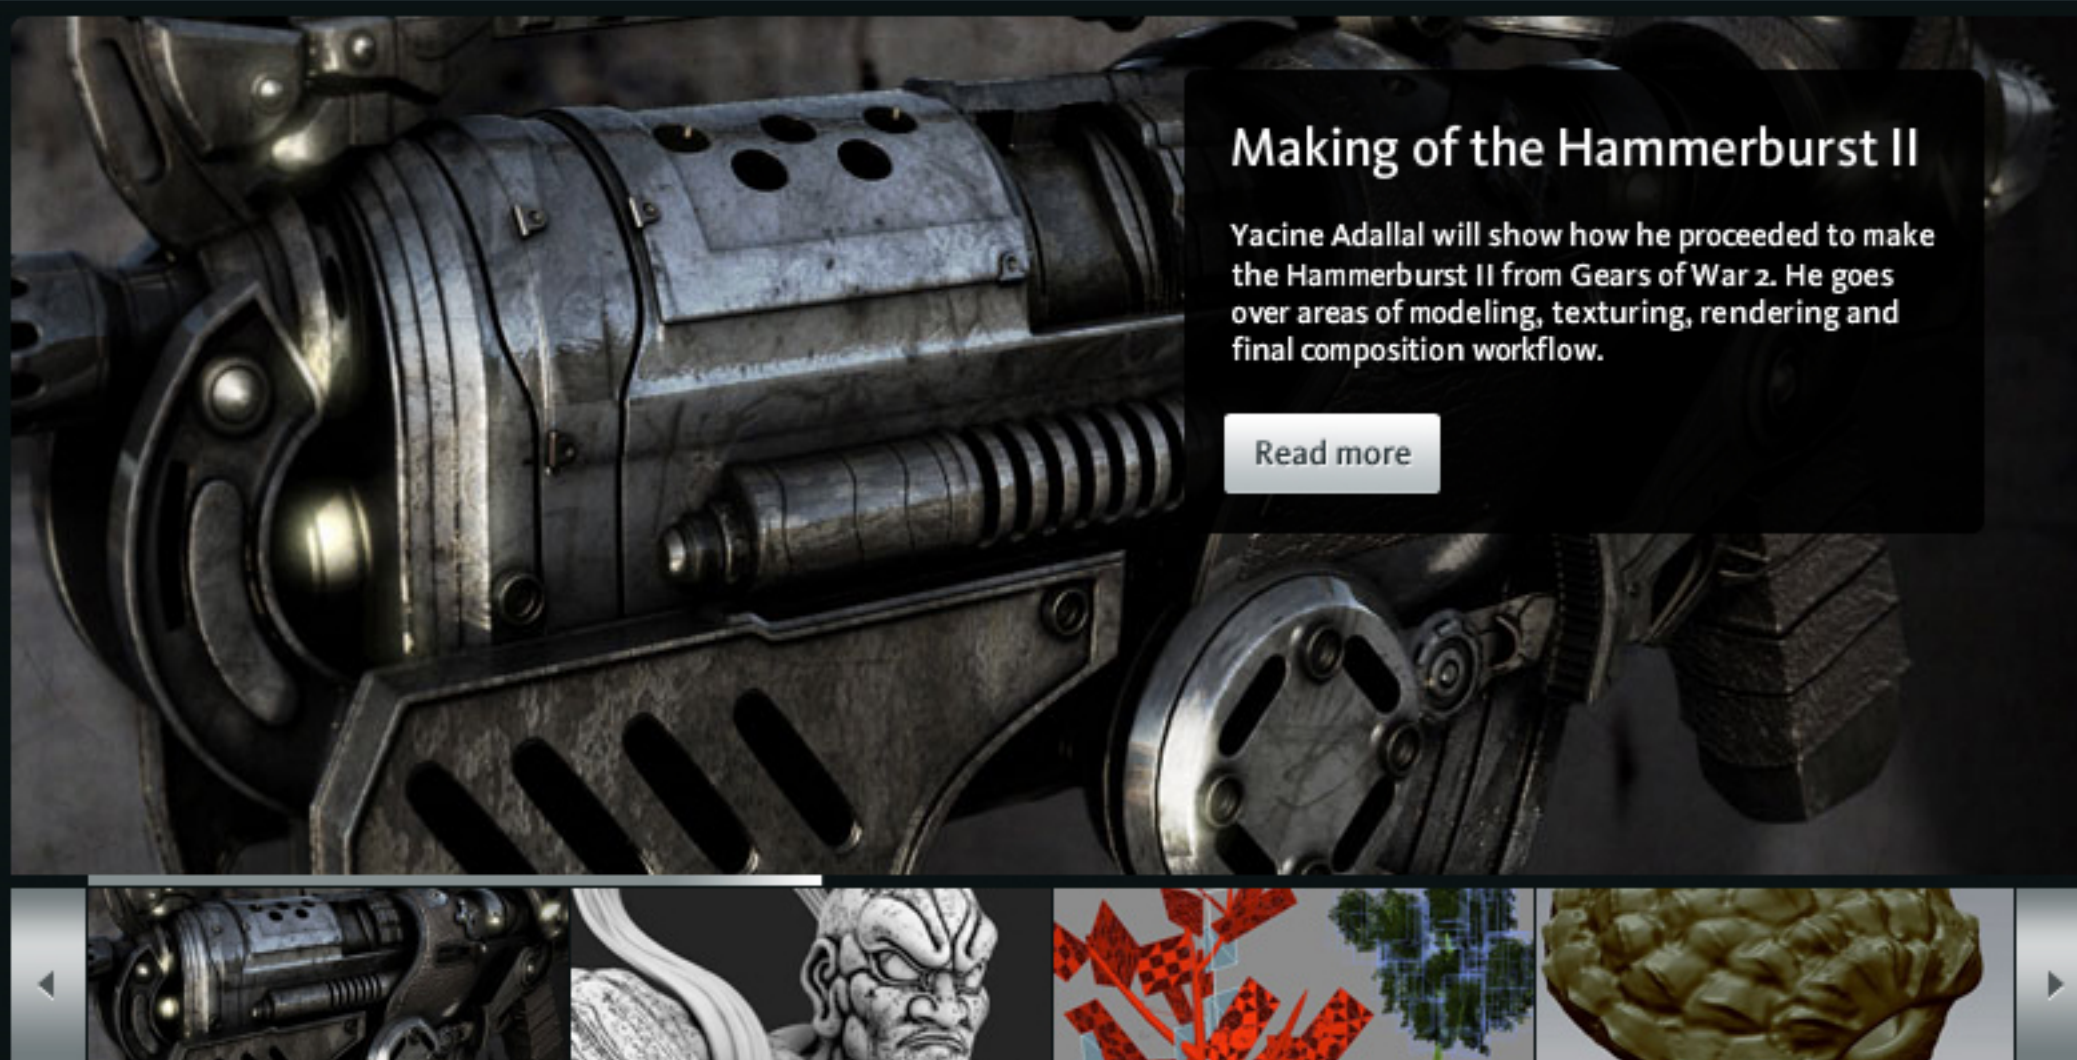 Making of the Hammerburst II
Yacine Adallal will show how he proceeded to make
the Hammerburst II from Gears of War 2. He goes
over areas of modeling, texturing, rendering and
final composition workflow.
Read more